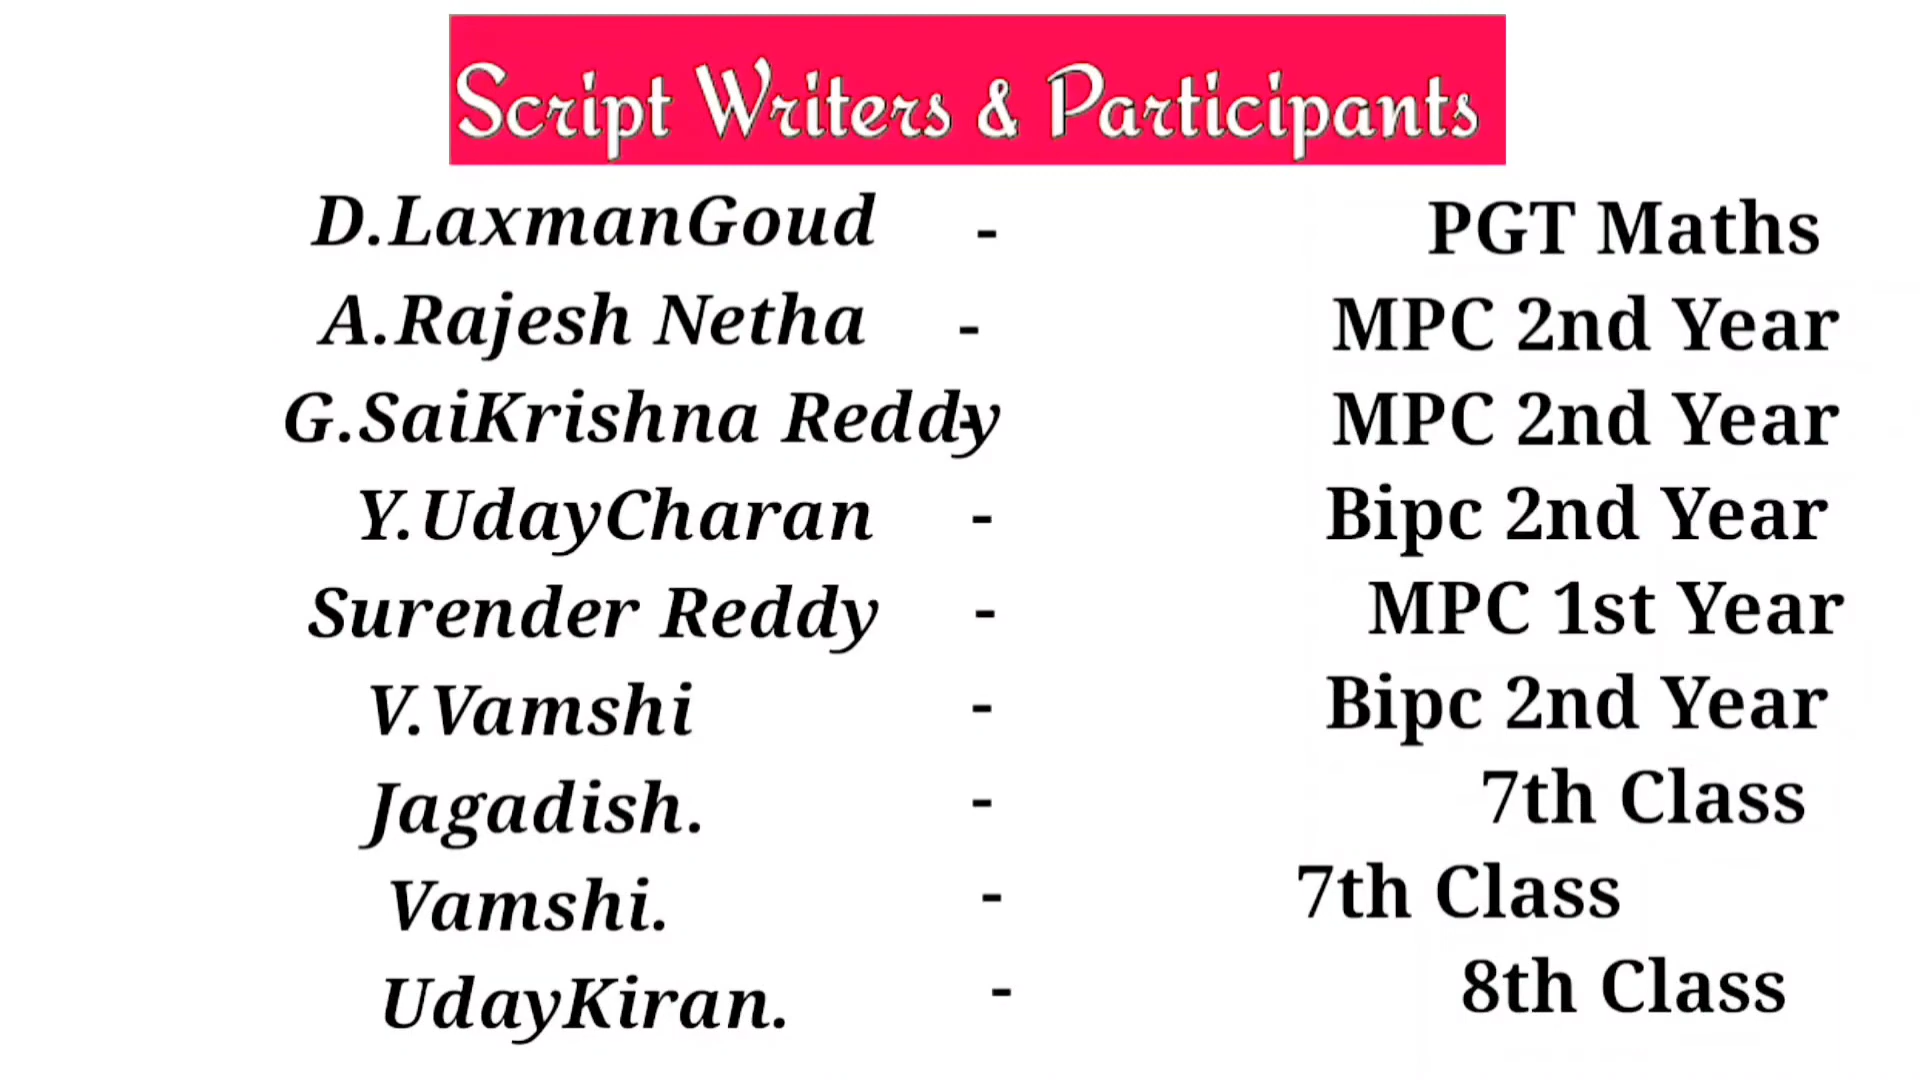 Script Writers & Participants
D.LaxmanGoud - PGT Maths
A.Rajesh Netha - MPC 2nd Year
G.SaiKrishna Reddy - MPC 2nd Year
Y.UdayCharan - Bipc 2nd Year
Surender Reddy - MPC 1st Year
V.Vamshi - Bipc 2nd Year
Jagadish. - 7th Class
Vamshi. - 7th Class
UdayKiran. - 8th Class